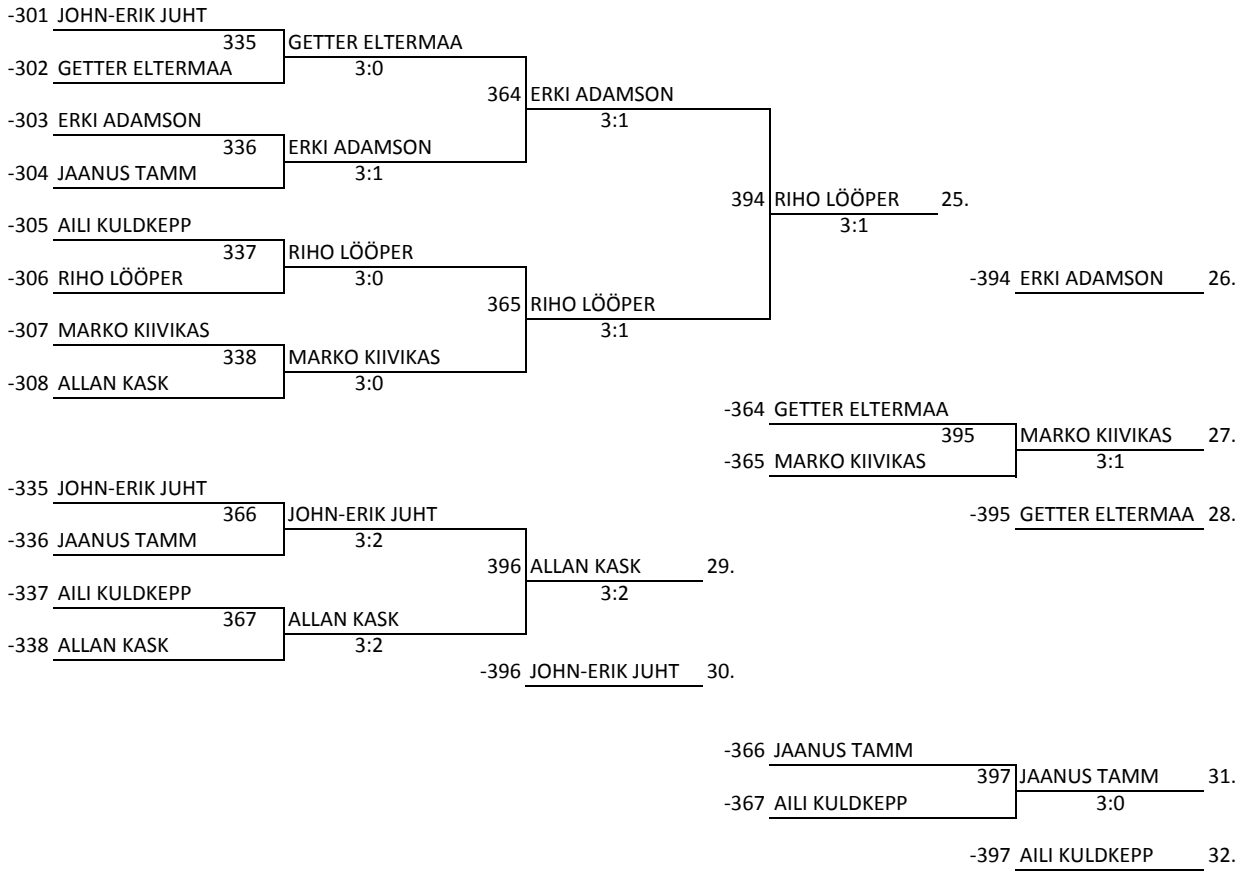 -301 JOHN-ERIK JUHT
335 GETTER ELTERMAA
-302 GETTER ELTERMAA 3:0
364 ERKI ADAMSON
-303 ERKI ADAMSON 3:1
336 ERKI ADAMSON
-304 JAANUS TAMM 3:1
394 RIHO LÖÖPER 25.
-305 AILI KULDKEPP 3:1
337 RIHO LÖÖPER
-306 RIHO LÖÖPER 3:0 -394 ERKI ADAMSON 26.
365 RIHO LÖÖPER
-307 MARKO KIIVIKAS 3:1
338 MARKO KIIVIKAS
-308 ALLAN KASK 3:0
-364 GETTER ELTERMAA
395 MARKO KIIVIKAS 27.
-365 MARKO KIIVIKAS 3:1
-335 JOHN-ERIK JUHT
366 JOHN-ERIK JUHT -395 GETTER ELTERMAA 28.
-336 JAANUS TAMM 3:2
396 ALLAN KASK 29.
-337 AILI KULDKEPP 3:2
367 ALLAN KASK
-338 ALLAN KASK 3:2
-396 JOHN-ERIK JUHT 30.
-366 JAANUS TAMM
397 JAANUS TAMM 31.
-367 AILI KULDKEPP 3:0
-397 AILI KULDKEPP 32.